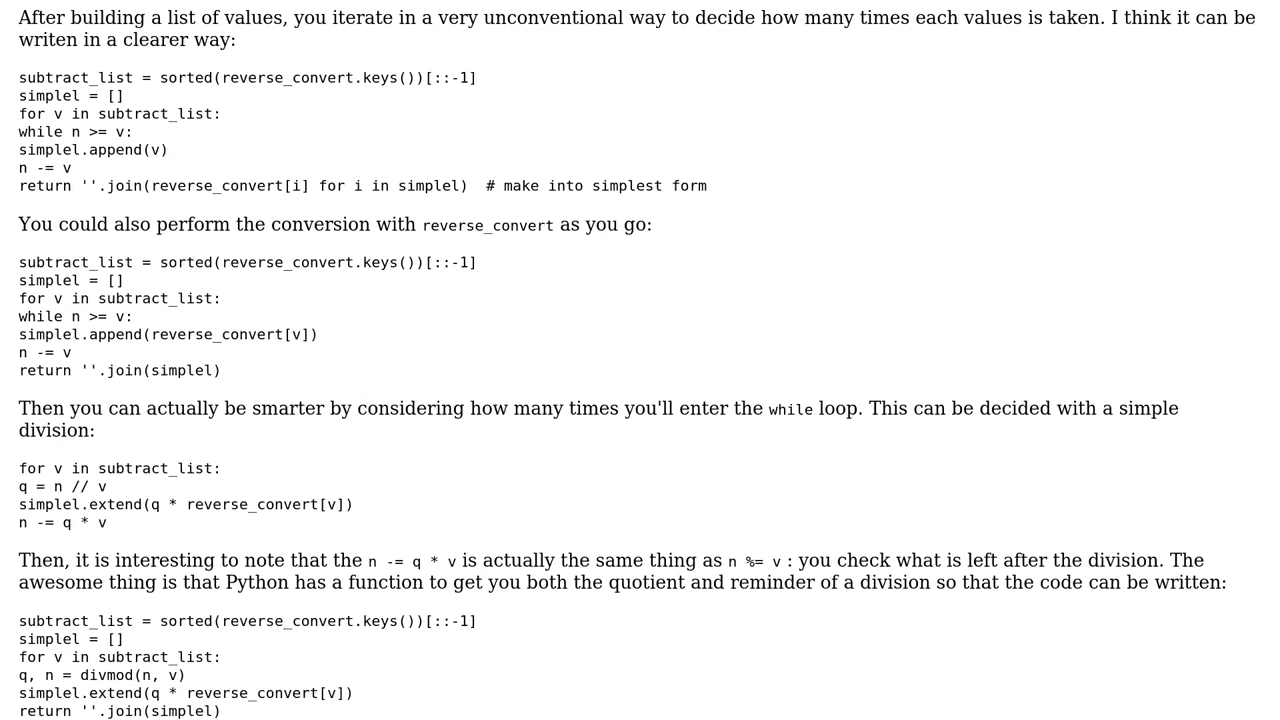 After building a list of values, you iterate in a very unconventional way to decide how many times each values is taken. I think it can be
writen in a clearer way:
subtract_list = sorted(reverse_convert.keys())[::-1]
simplel = []
for v in subtract_list:
while n >= v:
simplel.append(v)
n -= v
return ''.join(reverse_convert[i] for i in simplel)  # make into simplest form
You could also perform the conversion with reverse_convert as you go:
subtract_list = sorted(reverse_convert.keys())[::-1]
simplel = []
for v in subtract_list:
while n >= v:
simplel.append(reverse_convert[v])
n -= v
return ''.join(simplel)
Then you can actually be smarter by considering how many times you'll enter the while loop. This can be decided with a simple
division:
for v in subtract_list:
q = n // v
simplel.extend(q * reverse_convert[v])
n -= q * v
Then, it is interesting to note that the n -= q * v is actually the same thing as n %= v : you check what is left after the division. The
awesome thing is that Python has a function to get you both the quotient and reminder of a division so that the code can be written:
subtract_list = sorted(reverse_convert.keys())[::-1]
simplel = []
for v in subtract_list:
q, n = divmod(n, v)
simplel.extend(q * reverse_convert[v])
return ''.join(simplel)